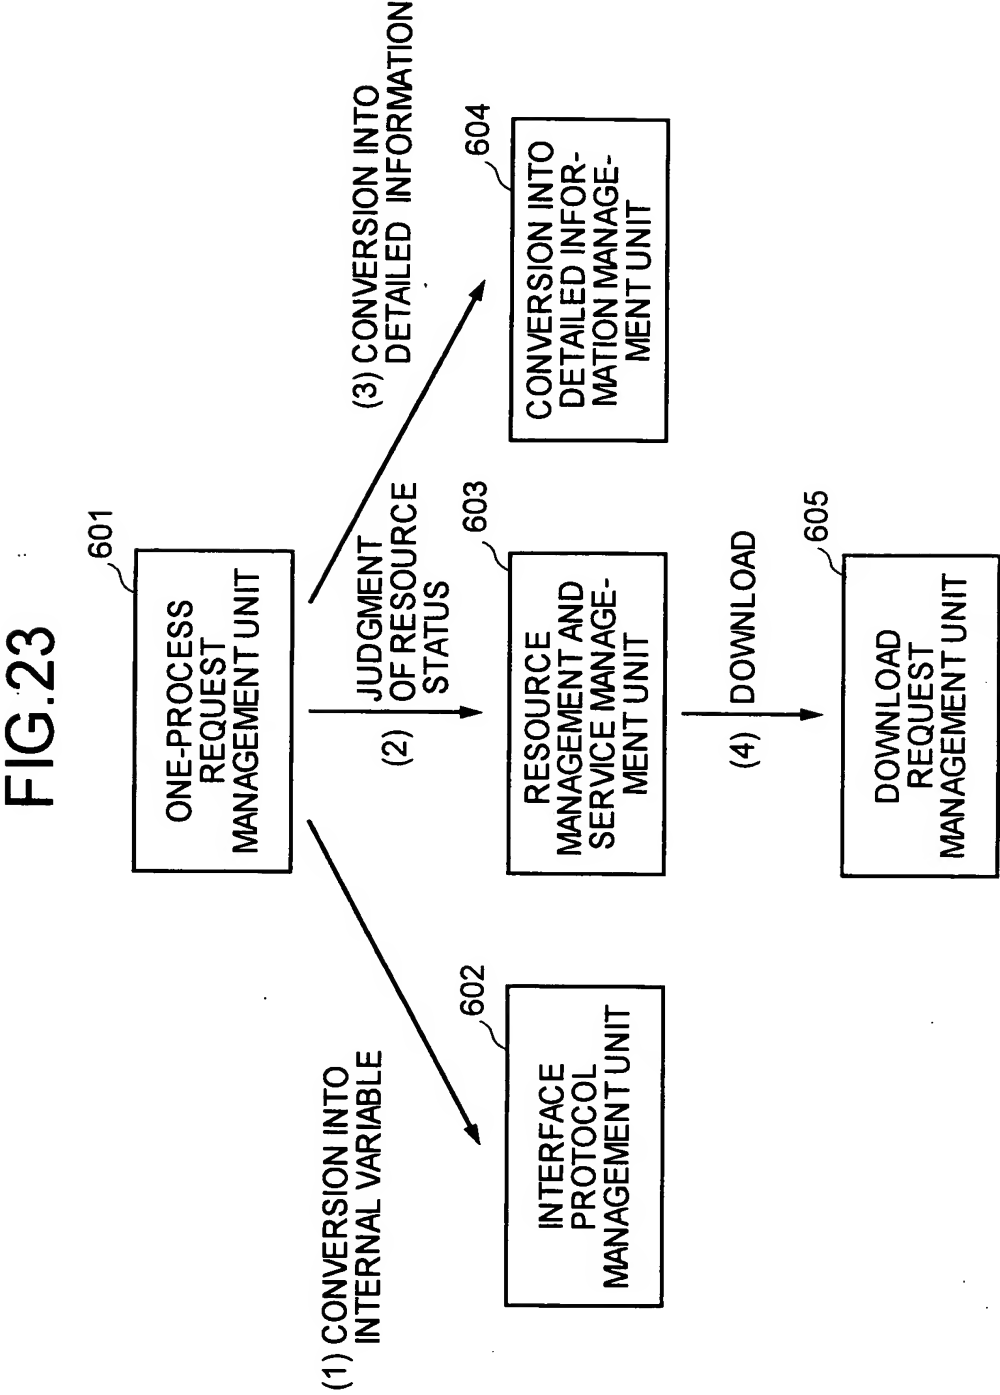 FIG.23
601
ONE-PROCESS
REQUEST
MANAGEMENT UNIT
(1) CONVERSION INTO
INTERNAL VARIABLE
(2)
JUDGMENT
OF RESOURCE
STATUS
(3) CONVERSION INTO
DETAILED INFORMATION
602
INTERFACE
PROTOCOL
MANAGEMENT UNIT
603
RESOURCE
MANAGEMENT AND
SERVICE MANAGE-
MENT UNIT
604
CONVERSION INTO
DETAILED INFOR-
MATION MANAGE-
MENT UNIT
(4) DOWNLOAD
605
DOWNLOAD
REQUEST
MANAGEMENT UNIT